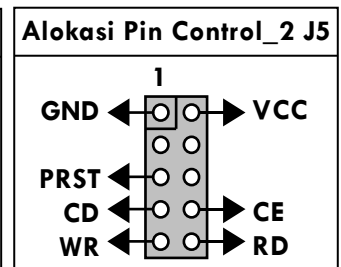 Alokasi Pin Control_2 J5
1
GND VCC
PRST
CD CE
WR RD